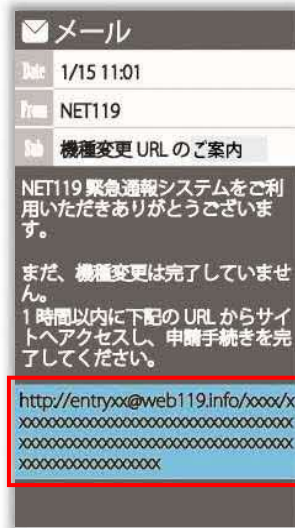 メール
Date 1/15 11:01
From NET119
Sub 機種変更 URL のご案内
NET119 緊急通報システムをご利
用いただきありがとうございま
す。
まだ、機種変更は完了していませ
ん。
1 時間以内に下記の URL からサイ
トへアクセスし、申請手続きを完
了してください。
http://entryxx@web119.info/xxxx/x
xxxxxxxxxxxxxxxxxxxxxxxxxxxxxxxxx
xxxxxxxxxxxxxxxxxxxxxxxxxxxxxxxxx
xxxxxxxxxxxxxxxxx